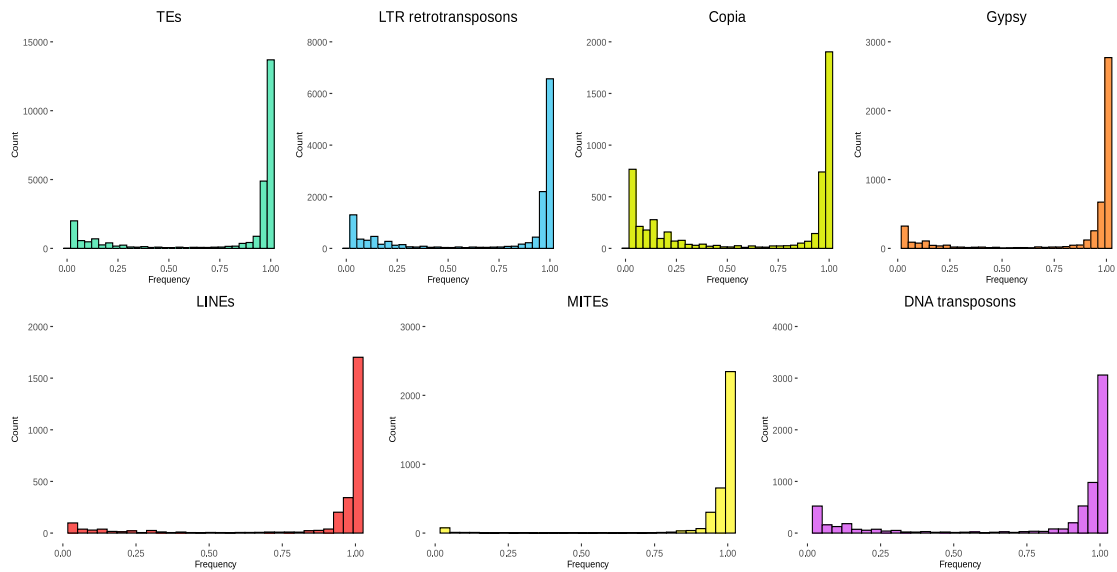 TEs
LTR retrotransposons
Copia
Gypsy
15000
10000
5000
0
Count
0.00 0.25 0.50 0.75 1.00
Frequency
8000
6000
4000
2000
0
Count
0.00 0.25 0.50 0.75 1.00
Frequency
2000
1500
1000
500
0
Count
0.00 0.25 0.50 0.75 1.00
Frequency
3000
2000
1000
0
Count
0.00 0.25 0.50 0.75 1.00
Frequency
LINEs
MITEs
DNA transposons
2000
1500
1000
500
0
Count
0.00 0.25 0.50 0.75 1.00
Frequency
3000
2000
1000
0
Count
0.00 0.25 0.50 0.75 1.00
Frequency
4000
3000
2000
1000
0
Count
0.00 0.25 0.50 0.75 1.00
Frequency